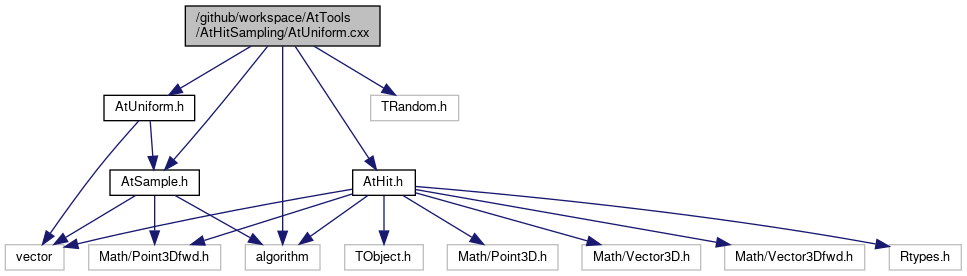 /github/workspace/AtTools
/AtHitSampling/AtUniform.cxx
AtUniform.h
TRandom.h
AtSample.h
AtHit.h
vector
Math/Point3Dfwd.h
algorithm
TObject.h
Math/Point3D.h
Math/Vector3D.h
Math/Vector3Dfwd.h
Rtypes.h